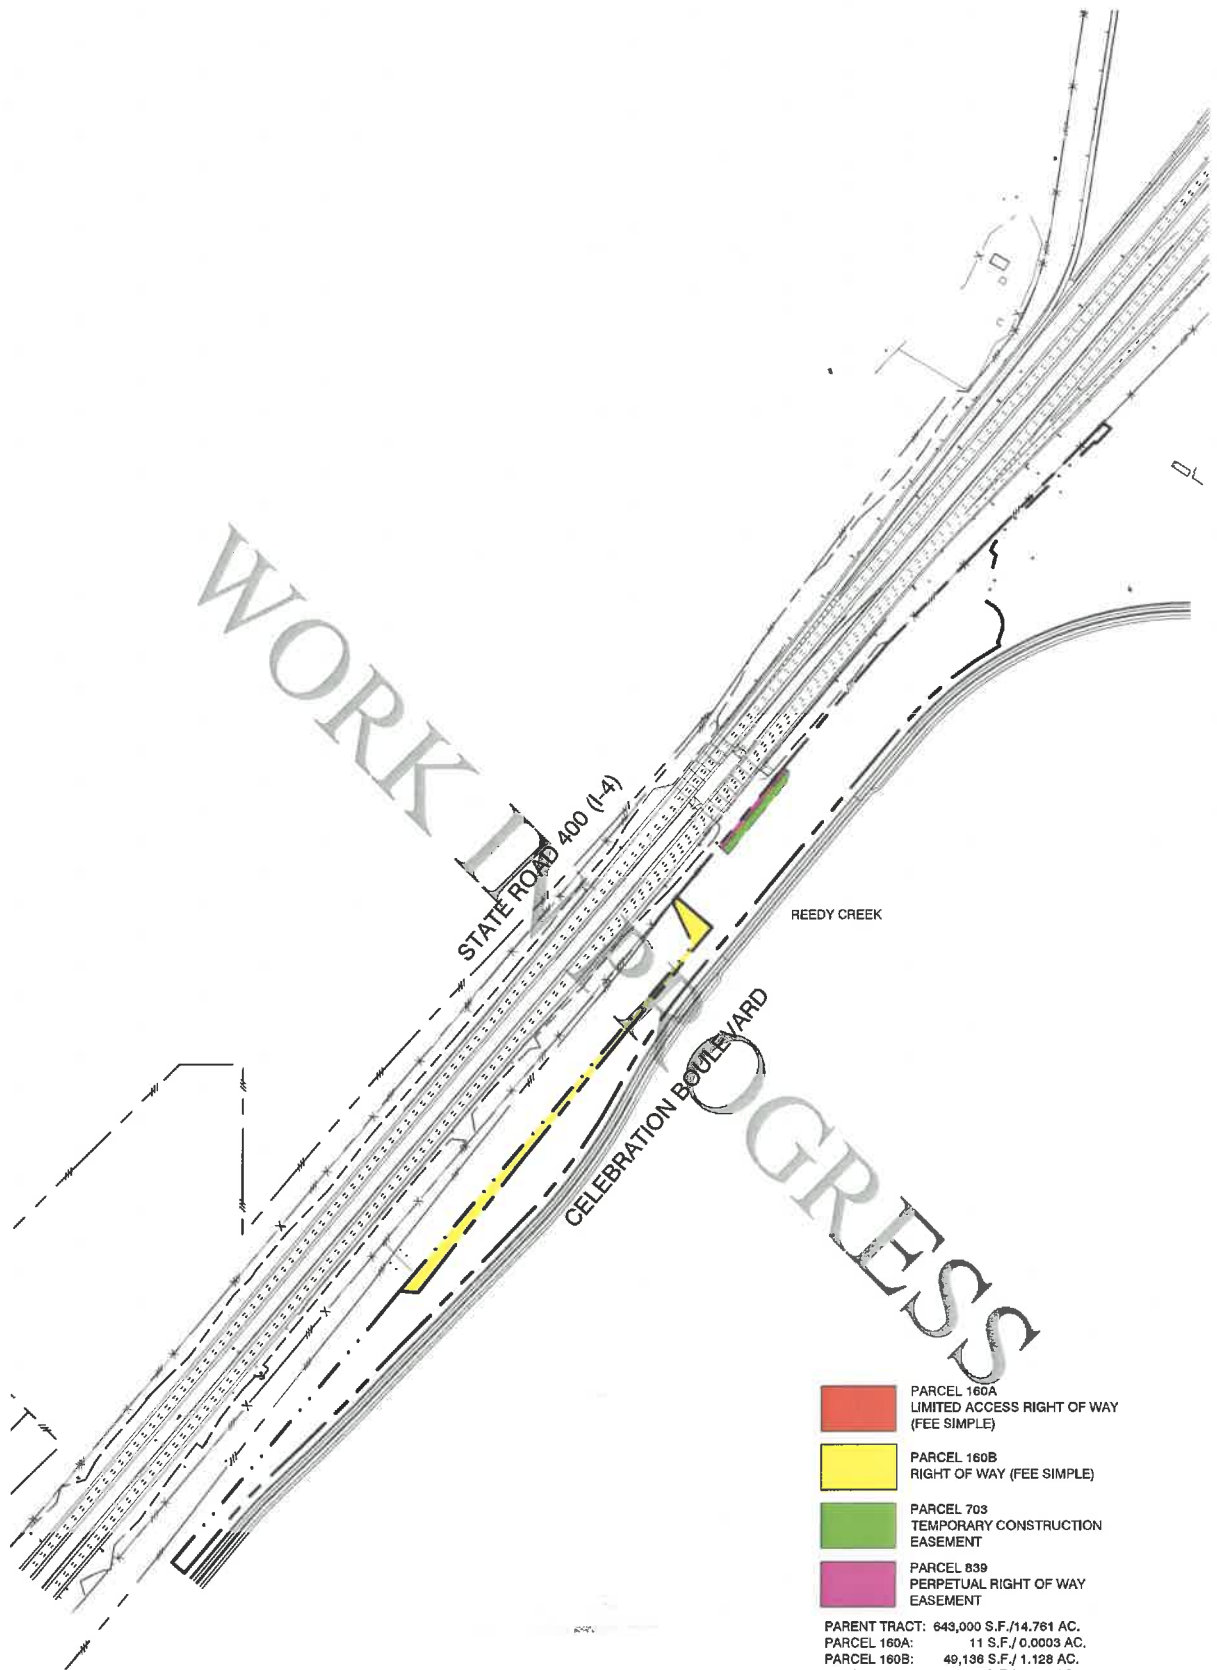 WORK IN PROGRESS
STATE ROAD 400 (I-4)
REEDY CREEK
CELEBRATION BOULEVARD
PARCEL 160A
LIMITED ACCESS RIGHT OF WAY
(FEE SIMPLE)
PARCEL 160B
RIGHT OF WAY (FEE SIMPLE)
PARCEL 703
TEMPORARY CONSTRUCTION
EASEMENT
PARCEL 839
PERPETUAL RIGHT OF WAY
EASEMENT
PARENT TRACT: 643,000 S.F./14.761 AC.
PARCEL 160A: 11 S.F./ 0.0003 AC.
PARCEL 160B: 49,136 S.F./ 1.128 AC.